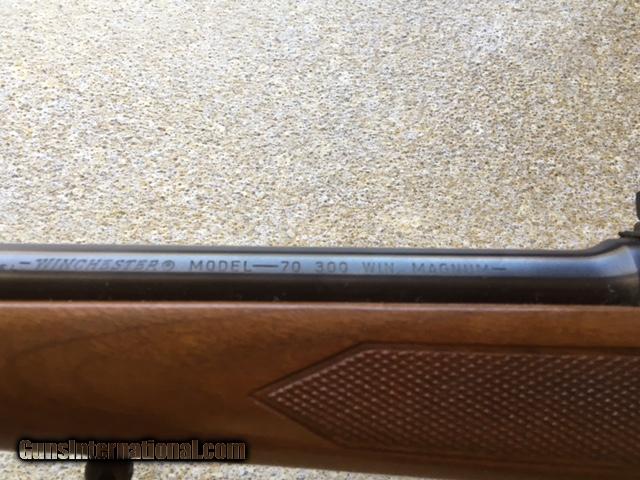 -WINCHESTER® MODEL—70 300 WIN. MAGNUM-
GunsInternational.com